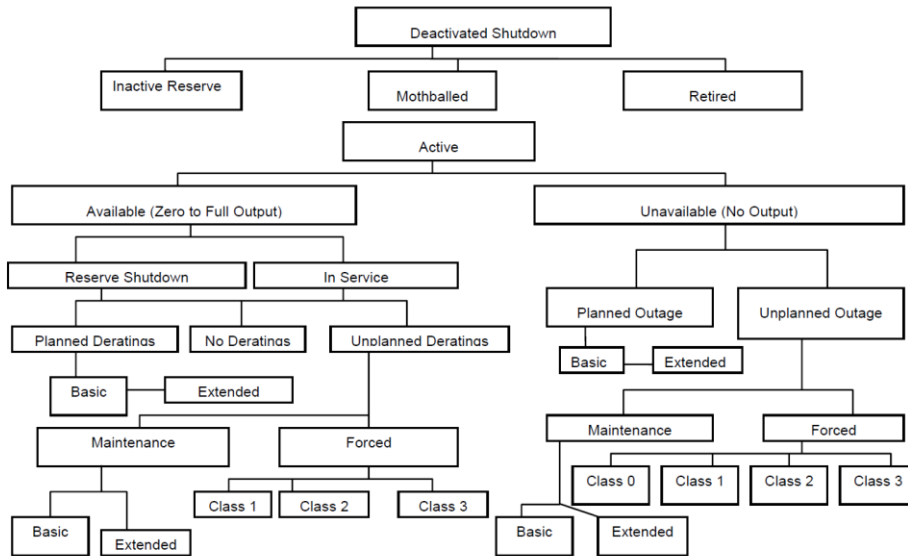 Deactivated Shutdown
Inactive Reserve
Mothballed
Retired
Active
Available (Zero to Full Output)
Unavailable (No Output)
Reserve Shutdown
In Service
Planned Outage
Unplanned Outage
Planned Deratings
No Deratings
Unplanned Deratings
Basic
Extended
Basic
Extended
Maintenance
Forced
Maintenance
Forced
Class 1
Class 2
Class 3
Class 0
Class 1
Class 2
Class 3
Basic
Extended
Basic
Extended